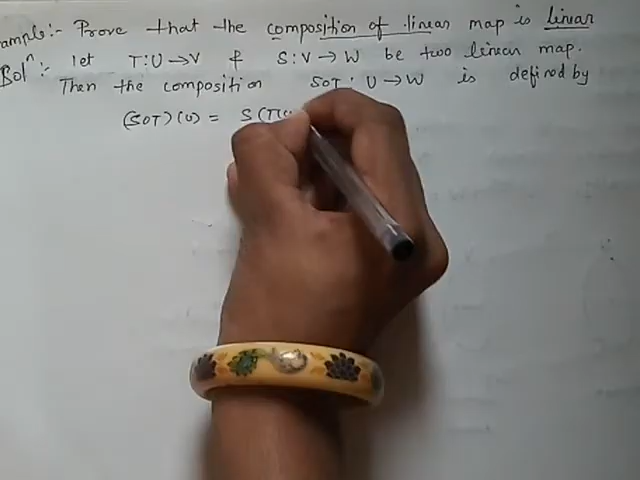 ample:- Prove that the composition of linear map is linear
Solⁿ:- let T:U→V & S:V→W be two linear map.
Then the composition SoT: U→W is defined by
(SoT)(u) = S(T(